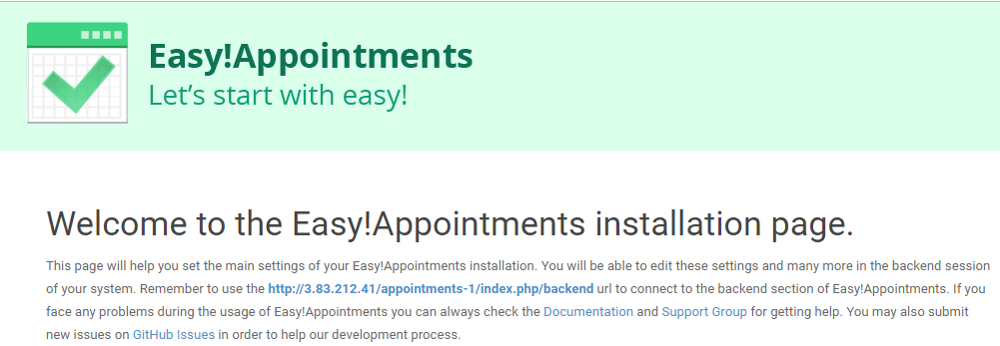 Easy!Appointments
Let's start with easy!
Welcome to the Easy!Appointments installation page.
This page will help you set the main settings of your Easy!Appointments installation. You will be able to edit these settings and many more in the backend session
of your system. Remember to use the http://3.83.212.41/appointments-1/index.php/backend url to connect to the backend section of Easy!Appointments. If you
face any problems during the usage of Easy!Appointments you can always check the Documentation and Support Group for getting help. You may also submit
new issues on GitHub Issues in order to help our development process.